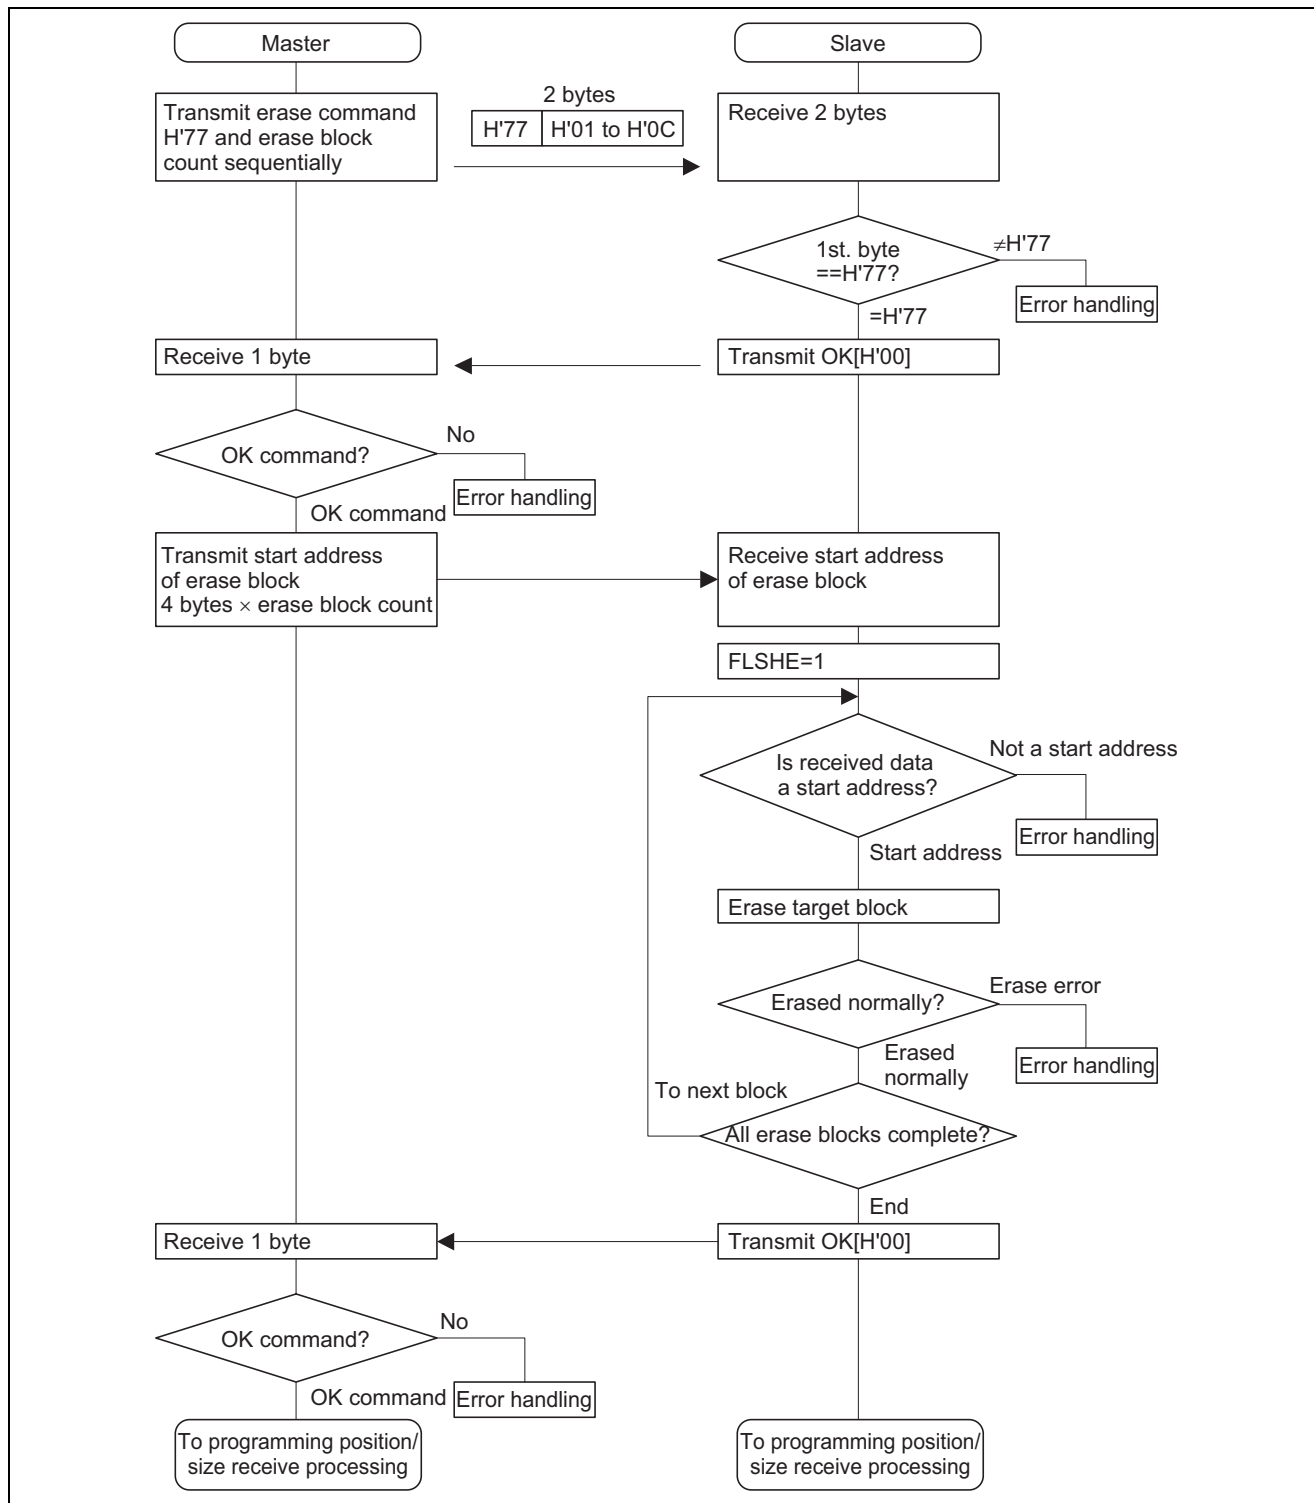 Master
Slave
Transmit erase command
H'77 and erase block
count sequentially
2 bytes
H'77
H'01 to H'0C
Receive 2 bytes
1st. byte
==H'77?
≠H'77
Error handling
=H'77
Receive 1 byte
Transmit OK[H'00]
OK command?
No
Error handling
OK command
Transmit start address
of erase block
4 bytes × erase block count
Receive start address
of erase block
FLSHE=1
Is received data
a start address?
Not a start address
Error handling
Start address
Erase target block
Erased normally?
Erase error
Error handling
Erased
normally
To next block
All erase blocks complete?
End
Receive 1 byte
Transmit OK[H'00]
OK command?
No
Error handling
OK command
To programming position/
size receive processing
To programming position/
size receive processing